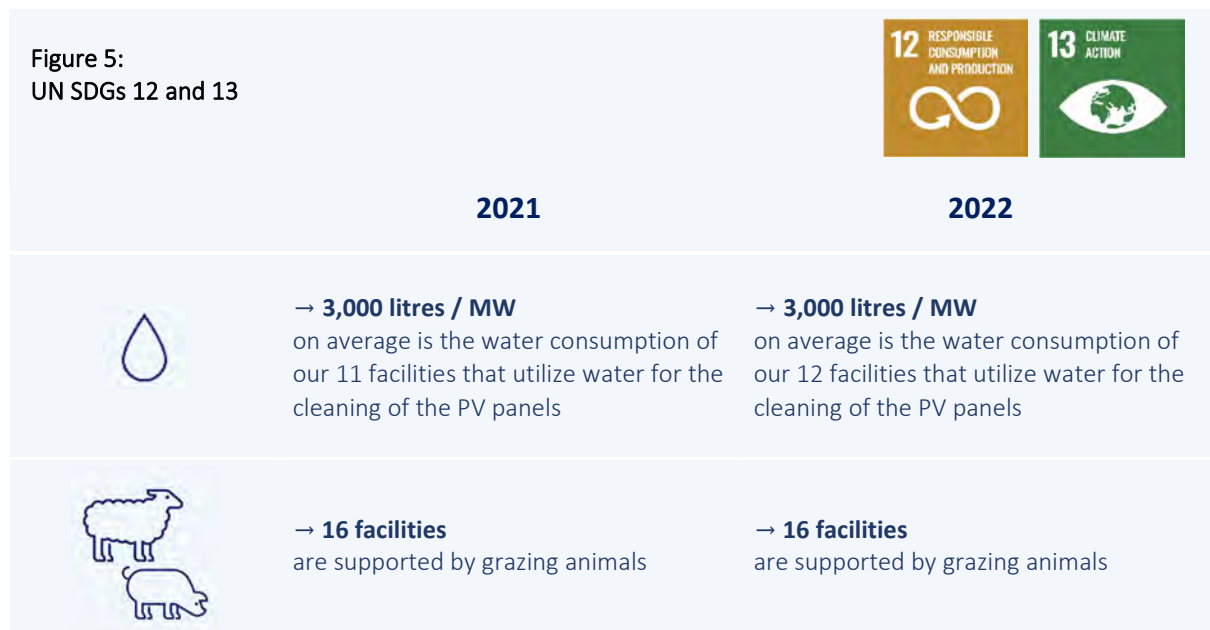 Figure 5:
UN SDGs 12 and 13
12 RESPONSIBLE
CONSUMPTION
AND PRODUCTION
13 CLIMATE
ACTION
2021
2022
→ 3,000 litres / MW
on average is the water consumption of
our 11 facilities that utilize water for the
cleaning of the PV panels
→ 3,000 litres / MW
on average is the water consumption of
our 12 facilities that utilize water for the
cleaning of the PV panels
→ 16 facilities
are supported by grazing animals
→ 16 facilities
are supported by grazing animals